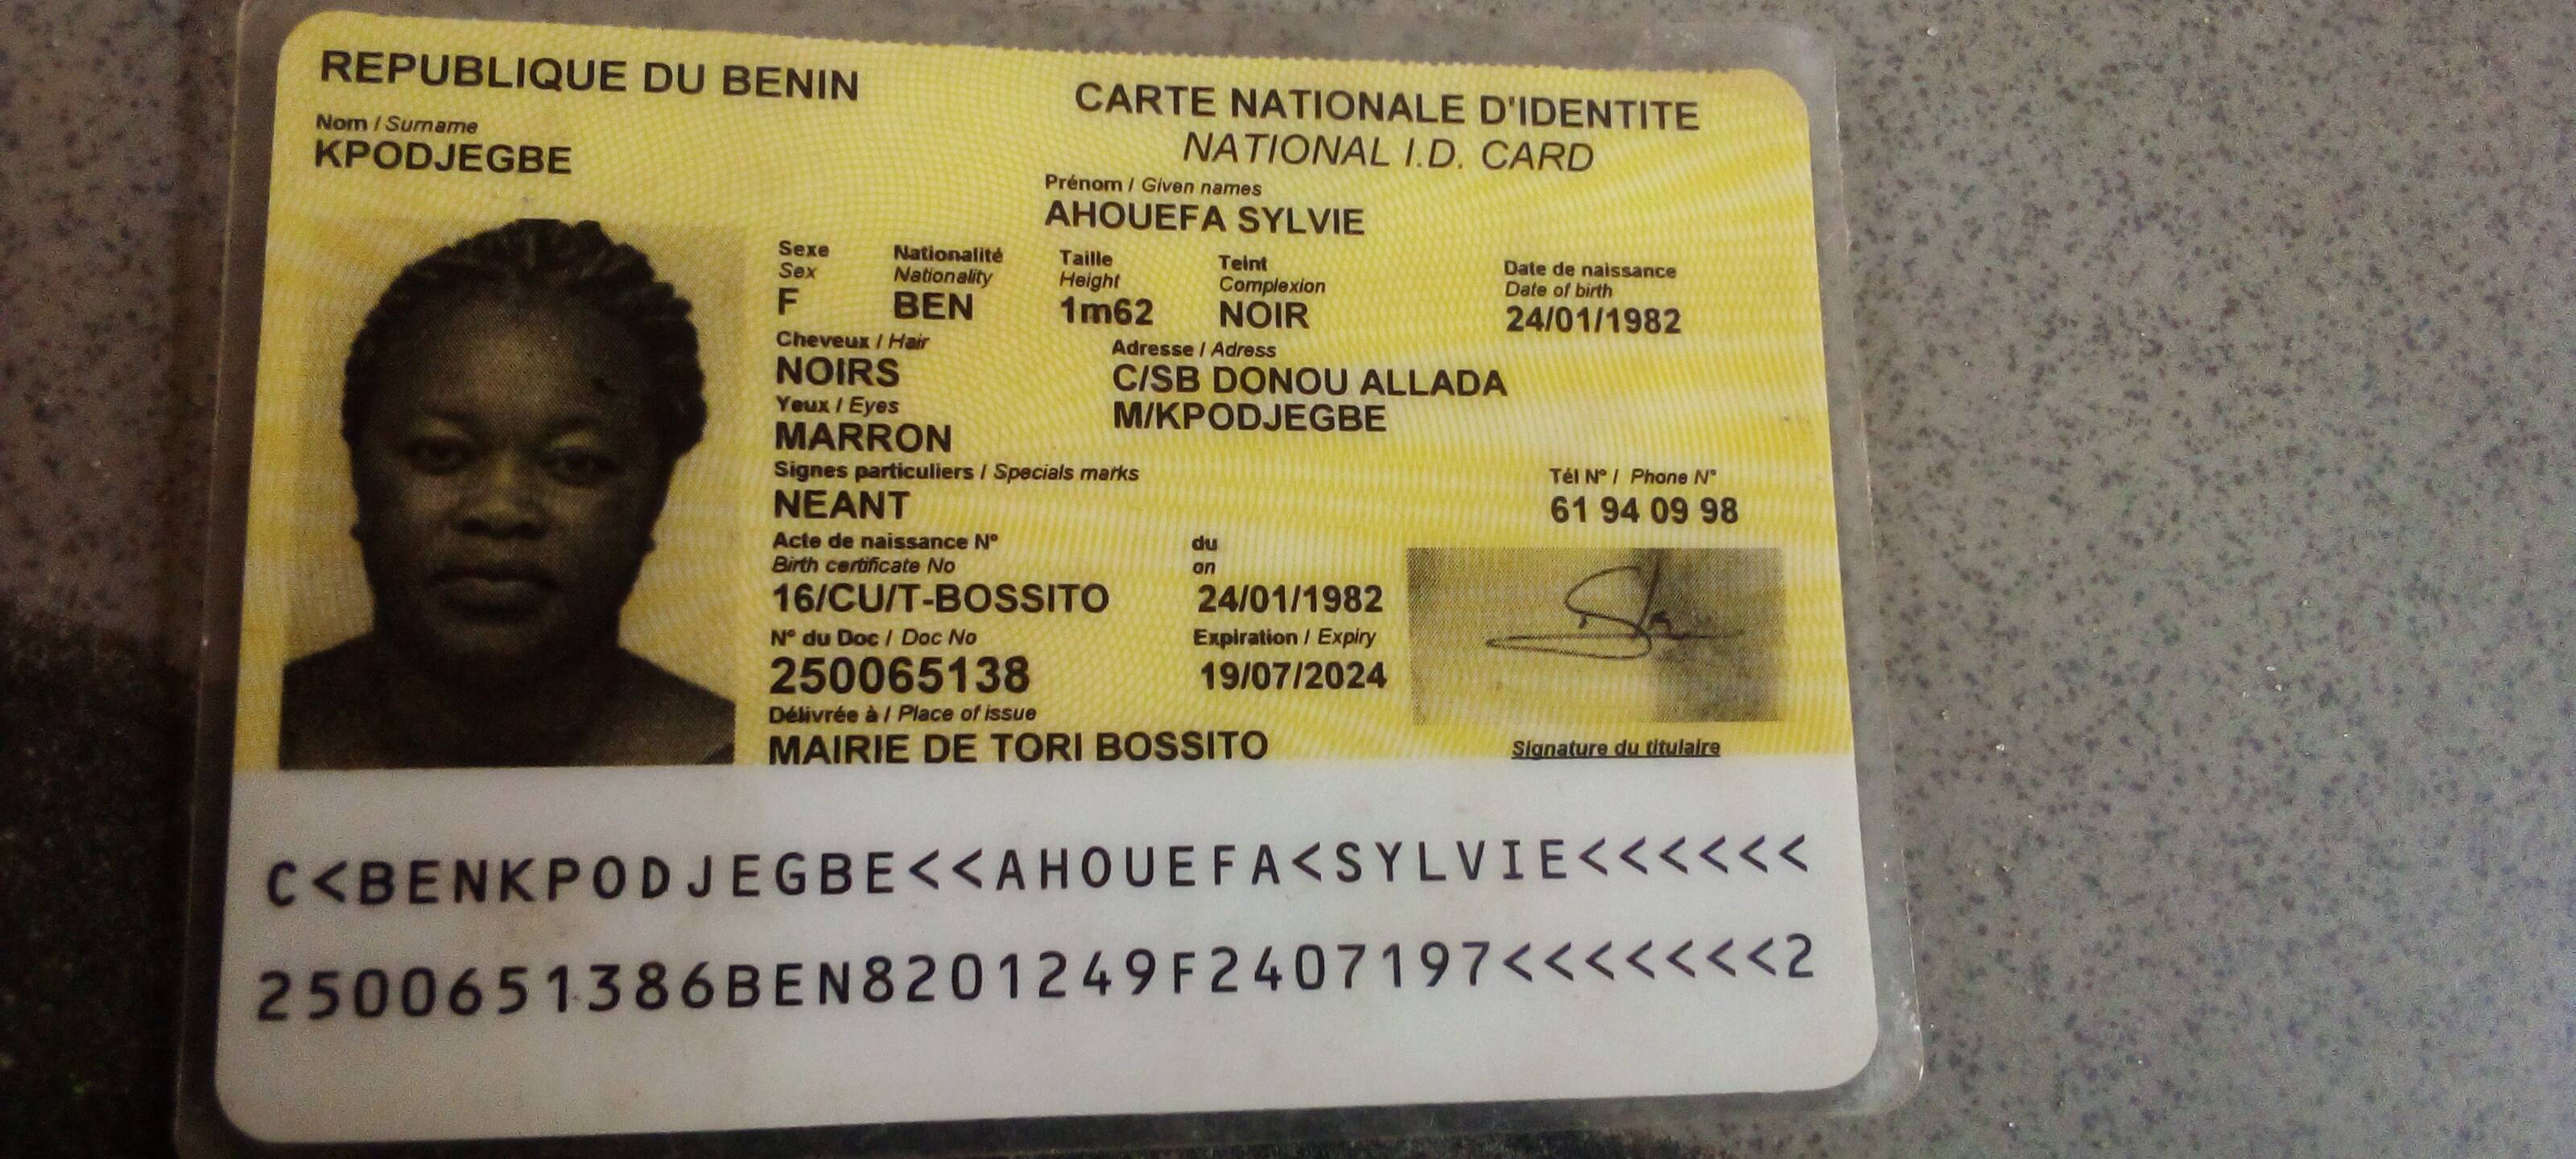 REPUBLIQUE DU BENIN
CARTE NATIONALE D'IDENTITE
NATIONAL I.D. CARD
Nom / Surname
KPODJEGBE
Prénom / Given names
AHOUEFA SYLVIE
Sexe Nationalité Taille Teint Date de naissance
Sex Nationality Height Complexion Date of birth
F BEN 1m62 NOIR 24/01/1982
Cheveux / Hair Adresse / Adress
NOIRS C/SB DONOU ALLADA
Yeux / Eyes M/KPODJEGBE
MARRON
Signes particuliers / Specials marks Tél N° / Phone N°
NEANT 61 94 09 98
Acte de naissance N° du
Birth certificate No on
16/CU/T-BOSSITO 24/01/1982
N° du Doc / Doc No Expiration / Expiry
250065138 19/07/2024
Délivrée à / Place of issue
MAIRIE DE TORI BOSSITO Signature du titulaire
C<BENKPODJEGBE<<AHOUEFA<SYLVIE<<<<<<
2500651386BEN8201249F2407197<<<<<<<2